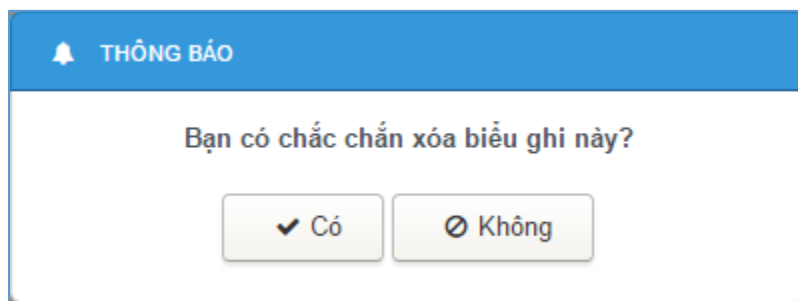 THÔNG BÁO
Bạn có chắc chắn xóa biểu ghi này?
Có
Không